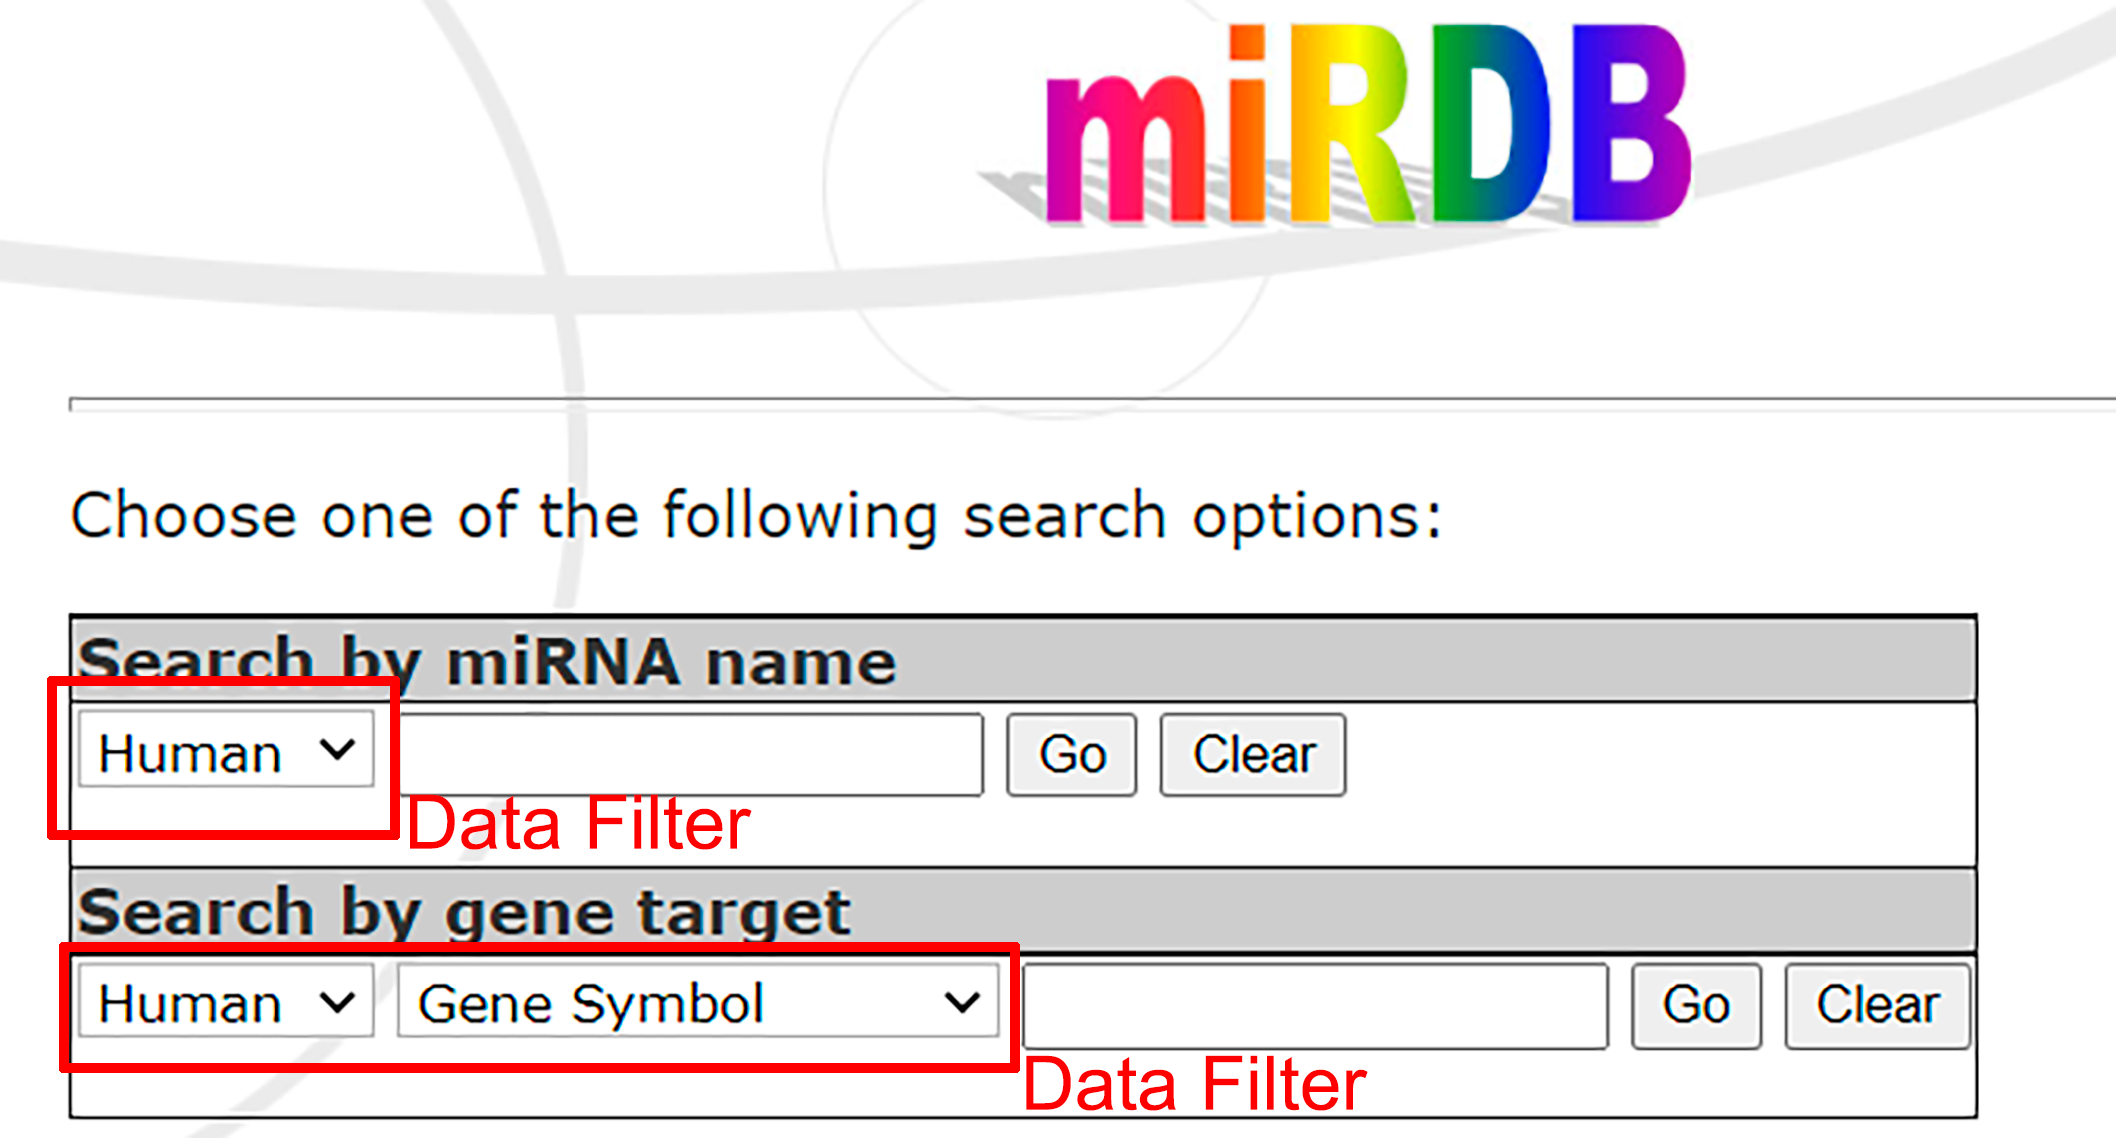 miRDB
Choose one of the following search options:
Search by miRNA name
Human Go Clear
Data Filter
Search by gene target
Human Gene Symbol Go Clear
Data Filter